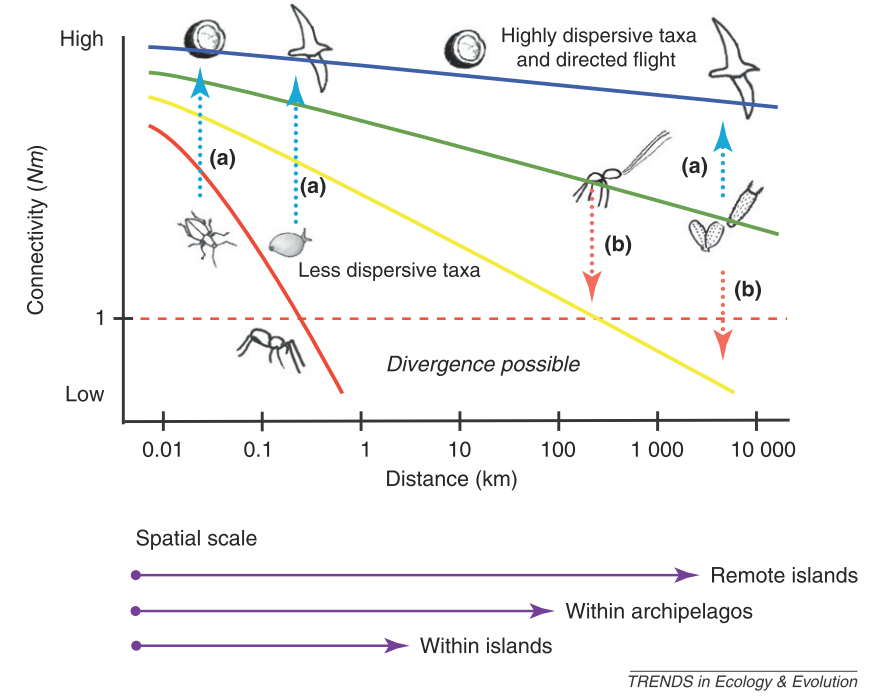 High
Highly dispersive taxa
and directed flight
(a)
(a)
(a)
(b)
(b)
Less dispersive taxa
Connectivity (Nm)
1
Divergence possible
Low
0.01 0.1 1 10 100 1 000 10 000
Distance (km)
Spatial scale
Remote islands
Within archipelagos
Within islands
TRENDS in Ecology & Evolution